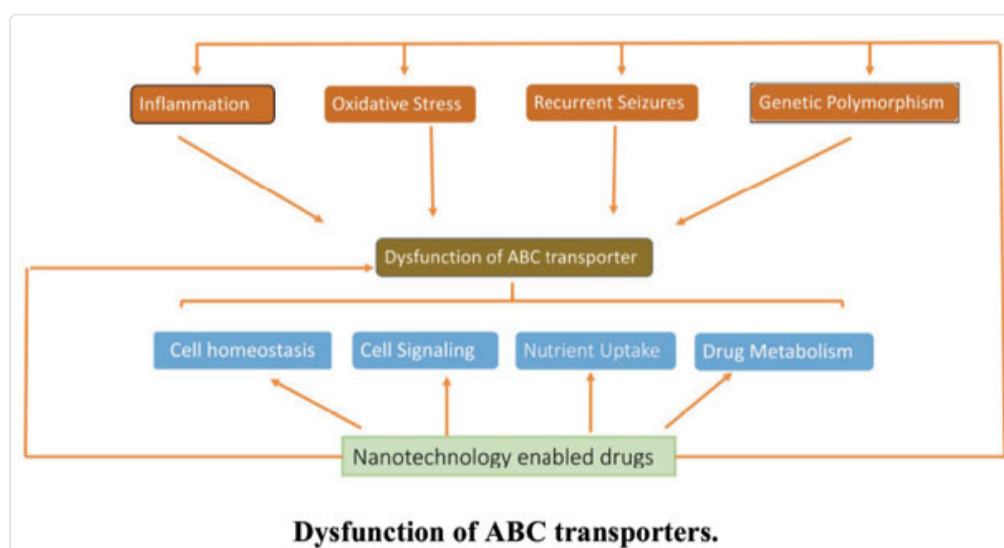 Inflammation
Oxidative Stress
Recurrent Seizures
Genetic Polymorphism
Dysfunction of ABC transporter
Cell homeostasis
Cell Signaling
Nutrient Uptake
Drug Metabolism
Nanotechnology enabled drugs
Dysfunction of ABC transporters.